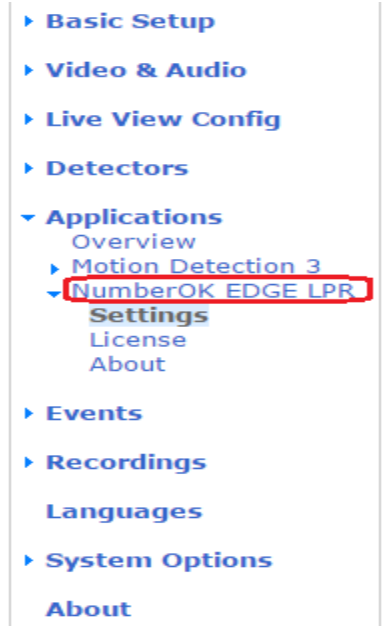 Basic Setup
Video & Audio
Live View Config
Detectors
Applications
Overview
Motion Detection 3
NumberOK EDGE LPR
Settings
License
About
Events
Recordings
Languages
System Options
About